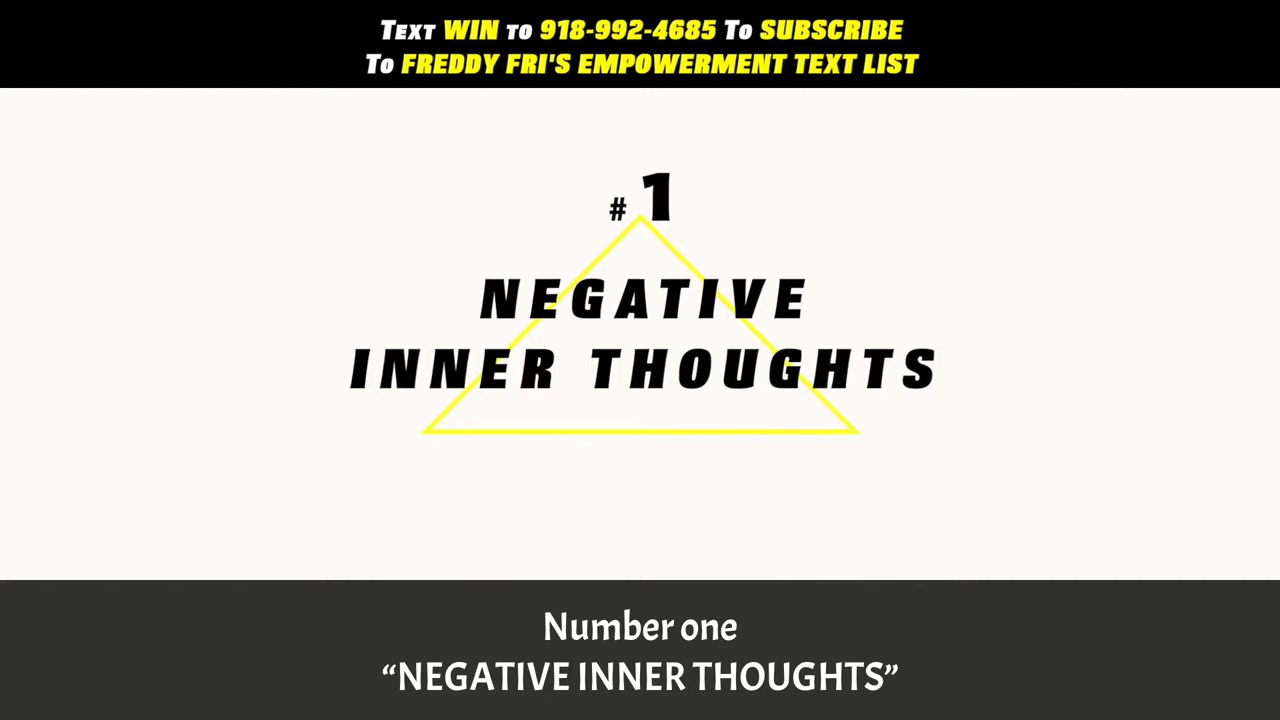 Text WIN to 918-992-4685 To SUBSCRIBE
To FREDDY FRI'S EMPOWERMENT TEXT LIST
# 1
NEGATIVE
INNER THOUGHTS
Number one
“NEGATIVE INNER THOUGHTS”